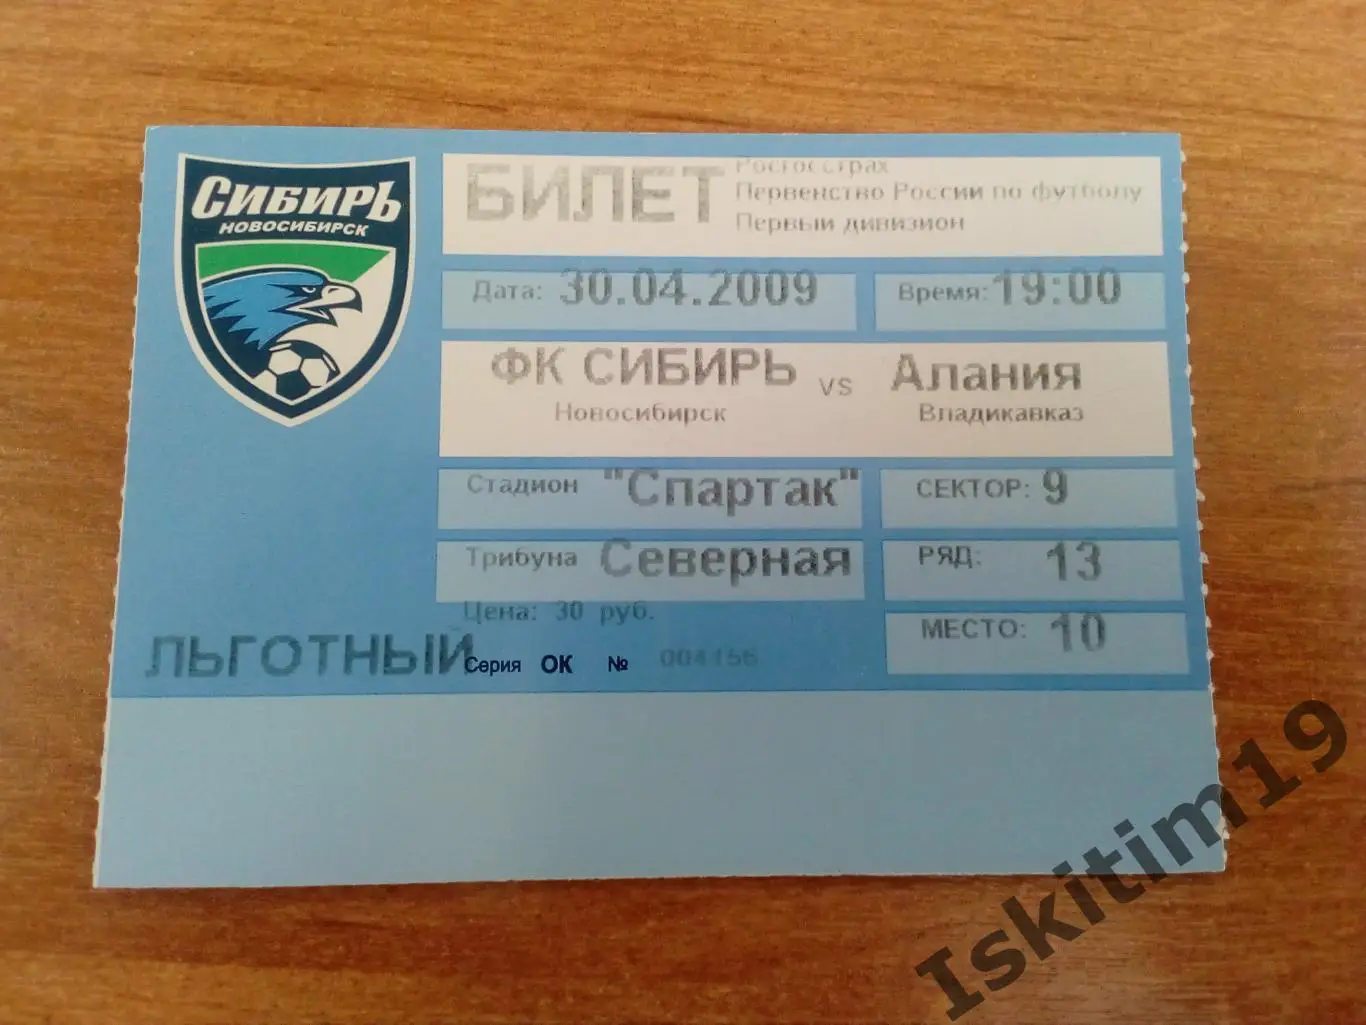 СИБИРЬ
НОВОСИБИРСК
БИЛЕТ
Росгосстрах
Первенство России по футболу
Первый дивизион
Дата: 30.04.2009
Время: 19:00
ФК СИБИРЬ vs Алания
Новосибирск Владикавказ
Стадион "Спартак"
СЕКТОР: 9
Трибуна Северная
РЯД: 13
Цена: 30 руб.
МЕСТО: 10
ЛЬГОТНЫЙ
Серия ОК № 004156
Iskitim19